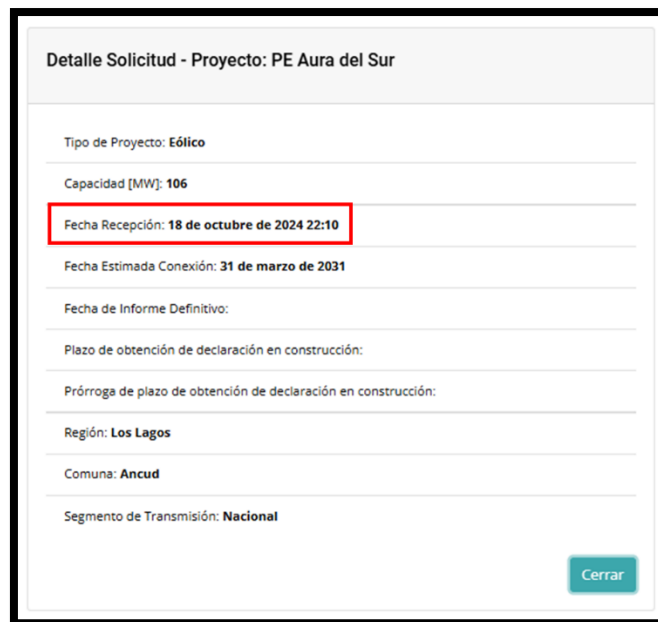 Detalle Solicitud - Proyecto: PE Aura del Sur
Tipo de Proyecto: Eólico
Capacidad [MW]: 106
Fecha Recepción: 18 de octubre de 2024 22:10
Fecha Estimada Conexión: 31 de marzo de 2031
Fecha de Informe Definitivo:
Plazo de obtención de declaración en construcción:
Prórroga de plazo de obtención de declaración en construcción:
Región: Los Lagos
Comuna: Ancud
Segmento de Transmisión: Nacional
Cerrar